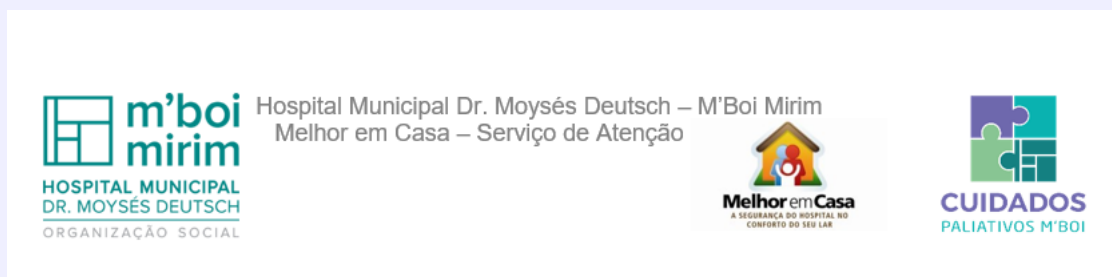 m'boi
mirim
HOSPITAL MUNICIPAL
DR. MOYSÉS DEUTSCH
ORGANIZAÇÃO SOCIAL
Hospital Municipal Dr. Moysés Deutsch – M'Boi Mirim
Melhor em Casa – Serviço de Atenção
Melhor em Casa
A SEGURANÇA DO HOSPITAL NO
CONFORTO DO SEU LAR
CUIDADOS
PALIATIVOS M'BOI